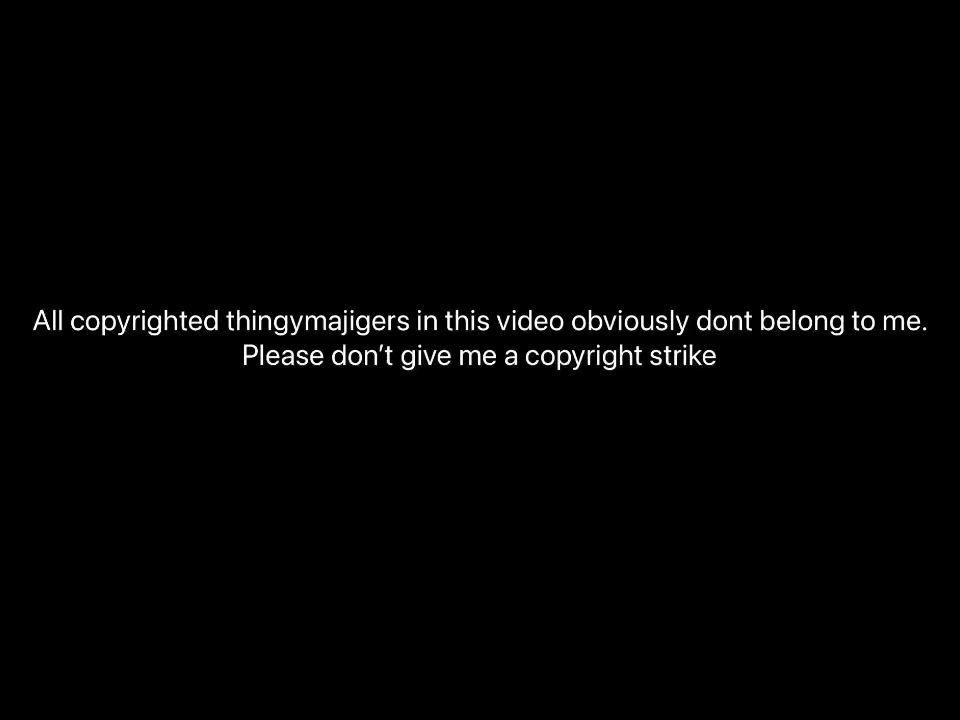 All copyrighted thingymajigers in this video obviously dont belong to me.
Please don’t give me a copyright strike